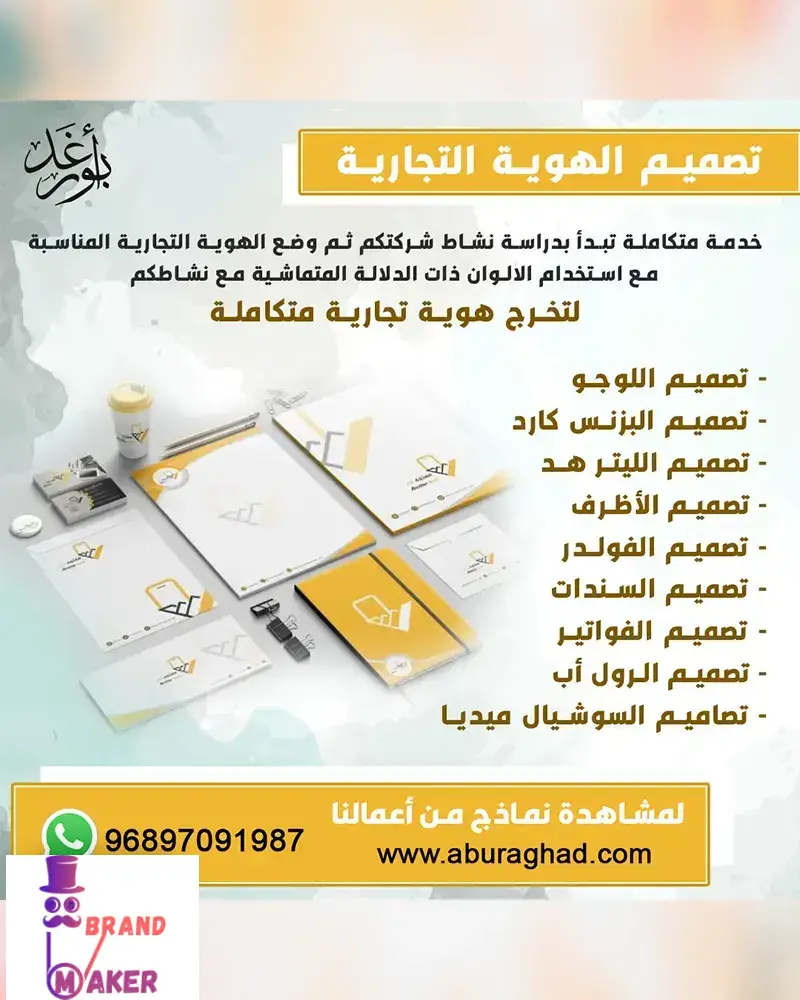 أبو رغد
تصميم الهوية التجارية
خدمة متكاملة تبدأ بدراسة نشاط شركتكم ثم وضع الهوية التجارية المناسبة
مع استخدام الالوان ذات الدلالة المتماشية مع نشاطكم
لتخرج هوية تجارية متكاملة
- تصميم اللوجو
- تصميم البزنس كارد
- تصميم الليتر هد
- تصميم الأظرف
- تصميم الفولدر
- تصميم السندات
- تصميم الفواتير
- تصميم الرول أب
- تصاميم السوشيال ميديا
لمشاهدة نماذج من أعمالنا
www.aburaghad.com
96897091987
BRAND
MAKER